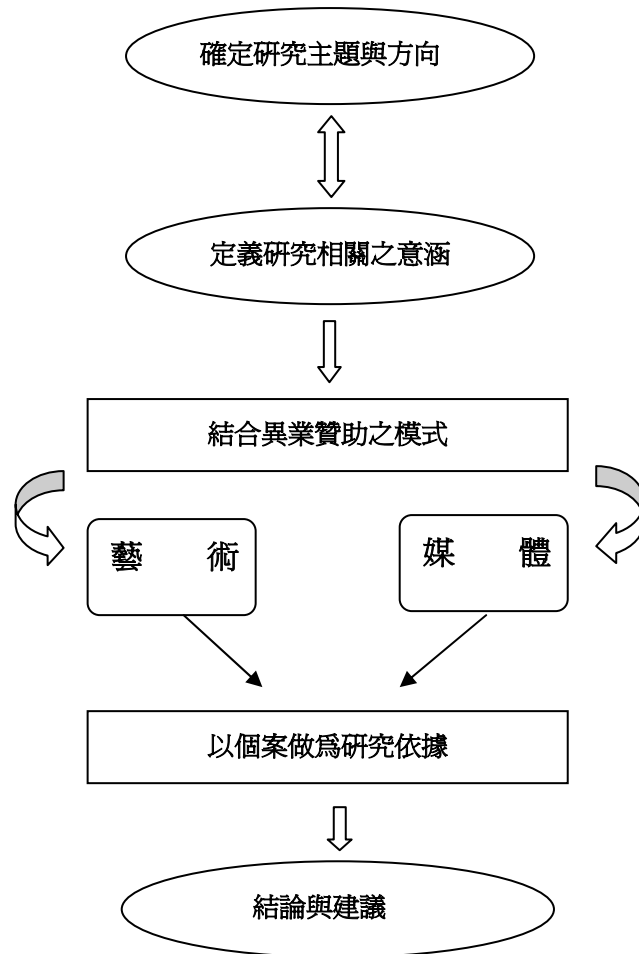 確定研究主題與方向
定義研究相關之意涵
結合異業贊助之模式
藝 術
媒 體
以個案做爲研究依據
結論與建議